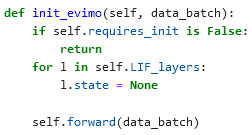 def init_evimo(self, data_batch):
    if self.requires_init is False:
        return
    for l in self.LIF_layers:
        l.state = None

    self.forward(data_batch)